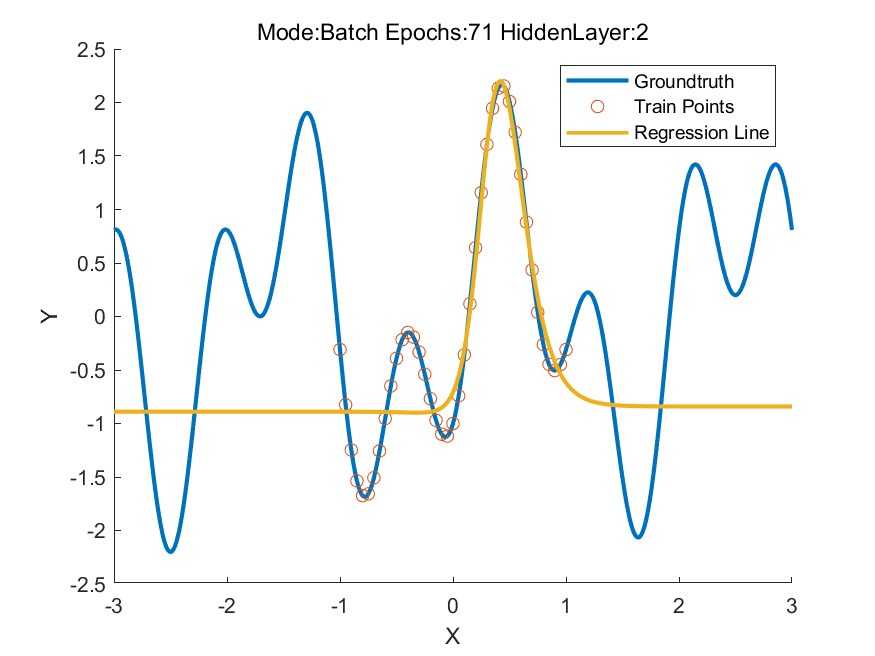 Mode:Batch Epochs:71 HiddenLayer:2
2.5
2
1.5
1
0.5
0
-0.5
-1
-1.5
-2
-2.5
Y
Groundtruth
Train Points
Regression Line
-3 -2 -1 0 1 2 3
X